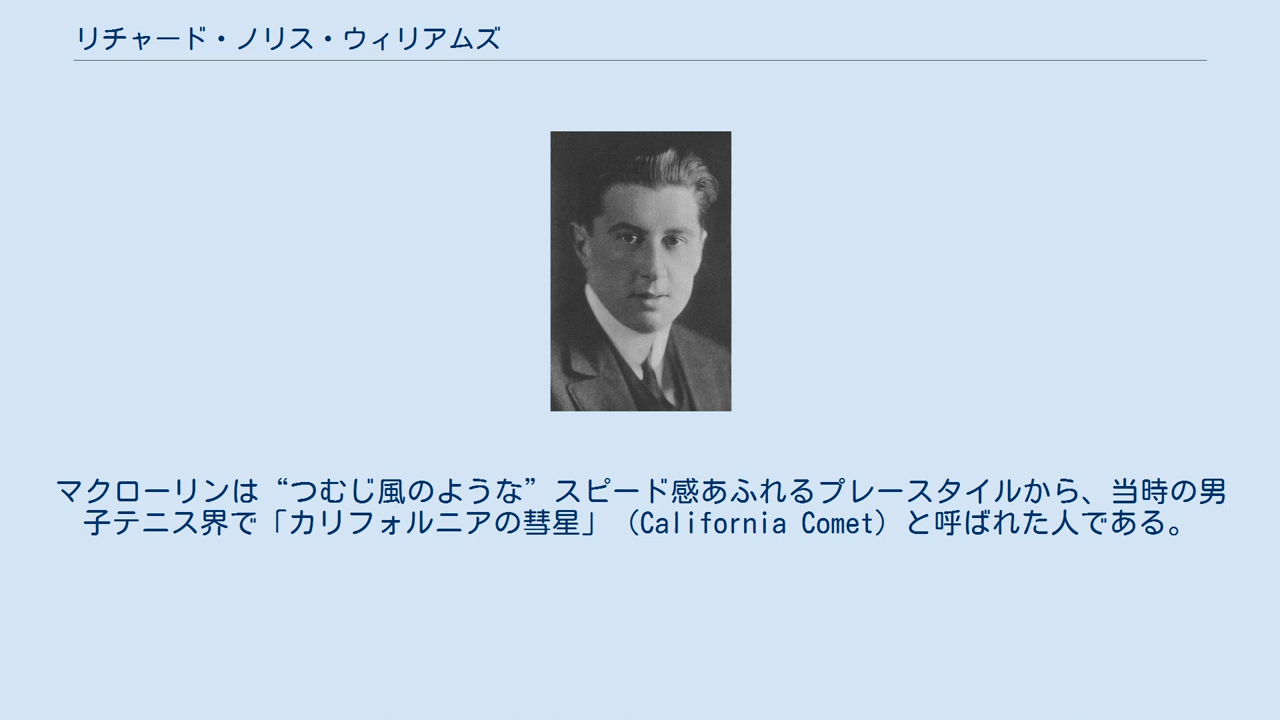 リチャード・ノリス・ウィリアムズ
マクローリンは“つむじ風のような”スピード感あふれるプレースタイルから、当時の男
子テニス界で「カリフォルニアの彗星」（California Comet）と呼ばれた人である。